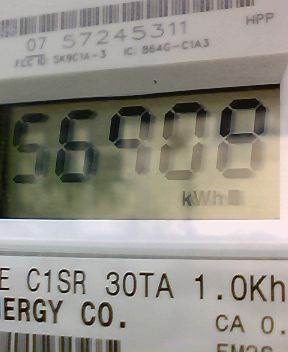 07 57245311
HPP
FCC ID: SK9C1A-3 IC: 864G-C1A3
kWh
E C1SR 30TA 1.0Kh
ERGY CO.
CA 0.